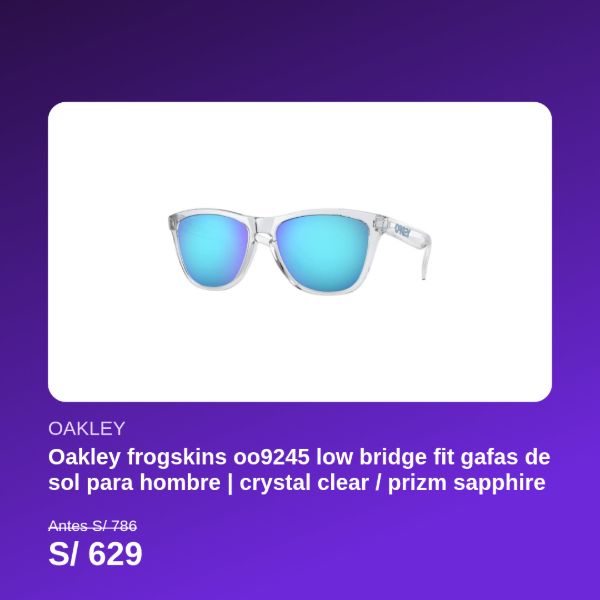 OAKLEY
OAKLEY
Oakley frogskins oo9245 low bridge fit gafas de
sol para hombre | crystal clear / prizm sapphire
Antes S/ 786
S/ 629